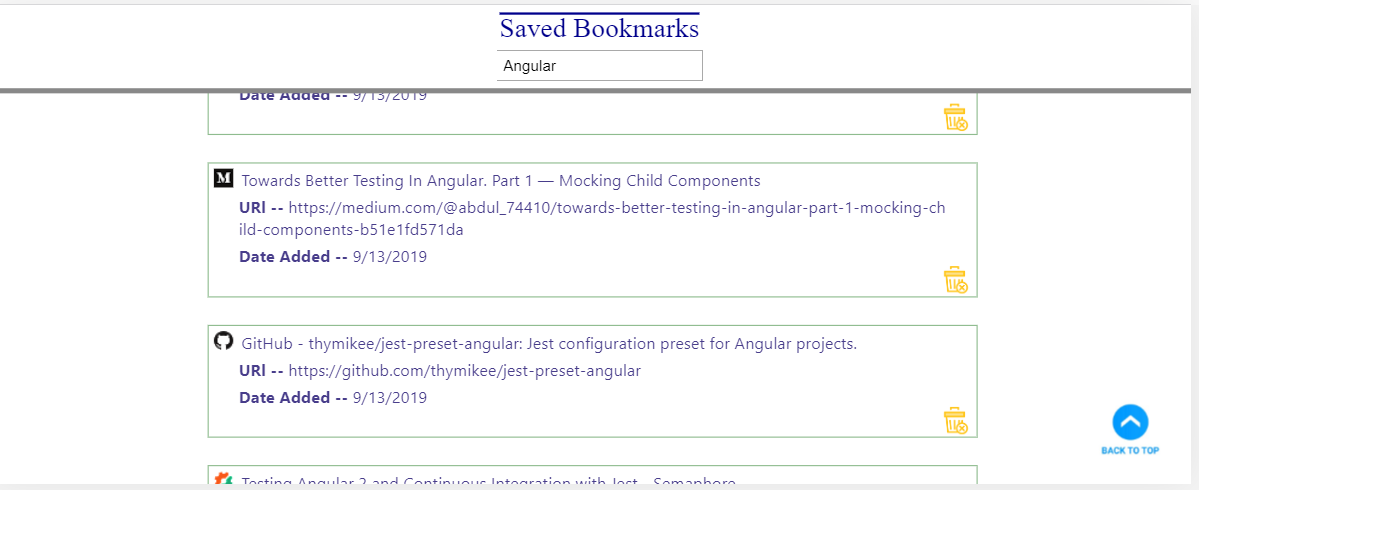 Saved Bookmarks
Angular
Date Added -- 9/13/2019
Towards Better Testing In Angular. Part 1 — Mocking Child Components
URl -- https://medium.com/@abdul_74410/towards-better-testing-in-angular-part-1-mocking-ch
ild-components-b51e1fd571da
Date Added -- 9/13/2019
GitHub - thymikee/jest-preset-angular: Jest configuration preset for Angular projects.
URl -- https://github.com/thymikee/jest-preset-angular
Date Added -- 9/13/2019
BACK TO TOP
Testing Angular 2 and Continuous Integration with Jest - Semaphore